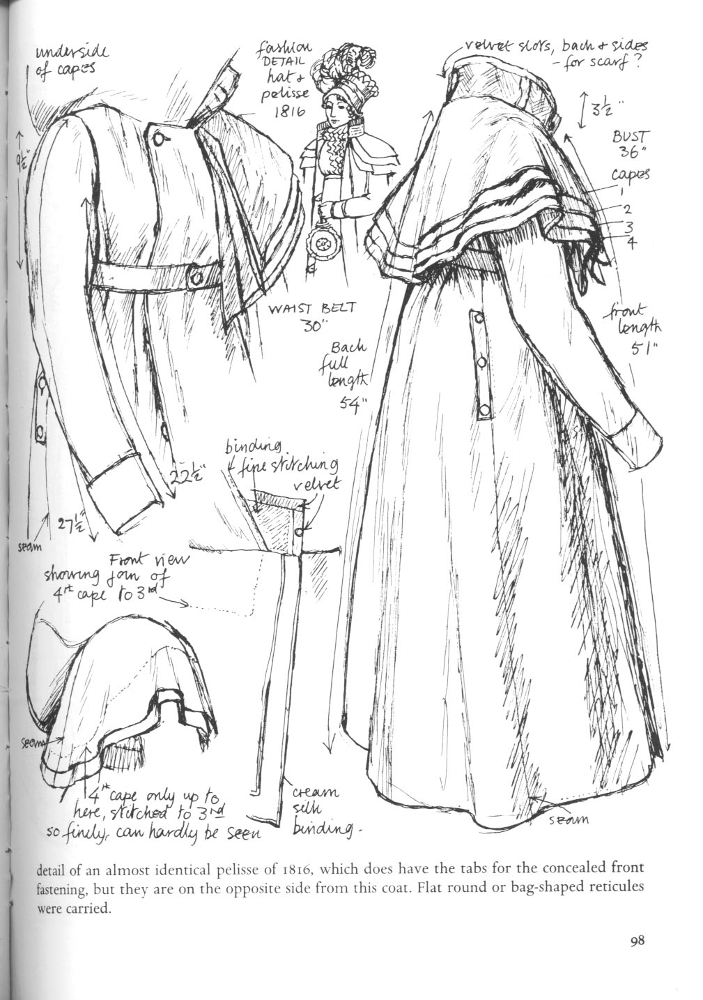 underside
of capes
fashion
DETAIL
hat +
pelisse
1816
velvet slots, back + sides
- for scarf?
3½"
BUST
36"
capes
1
2
3
4
9½"
WAIST BELT
30"
front
length
51"
Back
full
length
54"
binding.
+ fine stitching
velvet
22½"
27½"
seam
Front view
showing join of
4th cape to 3rd
seam
4th cape only up to
here, stitched to 3rd
so finely, can hardly be seen
cream
silk
binding-
seam
detail of an almost identical pelisse of 1816, which does have the tabs for the concealed front
fastening, but they are on the opposite side from this coat. Flat round or bag-shaped reticules
were carried.
98